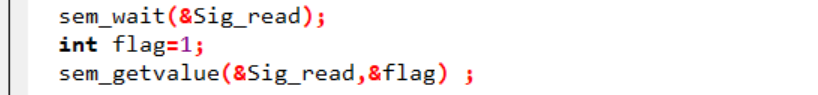 sem_wait(&Sig_read);
int flag=1;
sem_getvalue(&Sig_read,&flag) ;